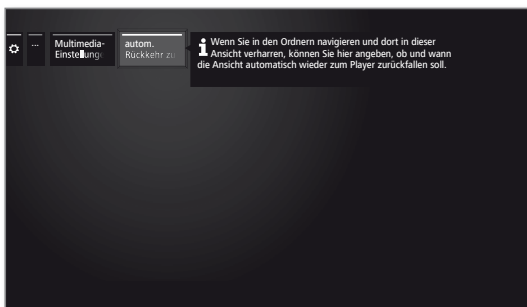 ...
Multimedia-
Einstellung
autom.
Rückkehr zu
i Wenn Sie in den Ordnern navigieren und dort in dieser
Ansicht verharren, können Sie hier angeben, ob und wann
die Ansicht automatisch wieder zum Player zurückfallen soll.